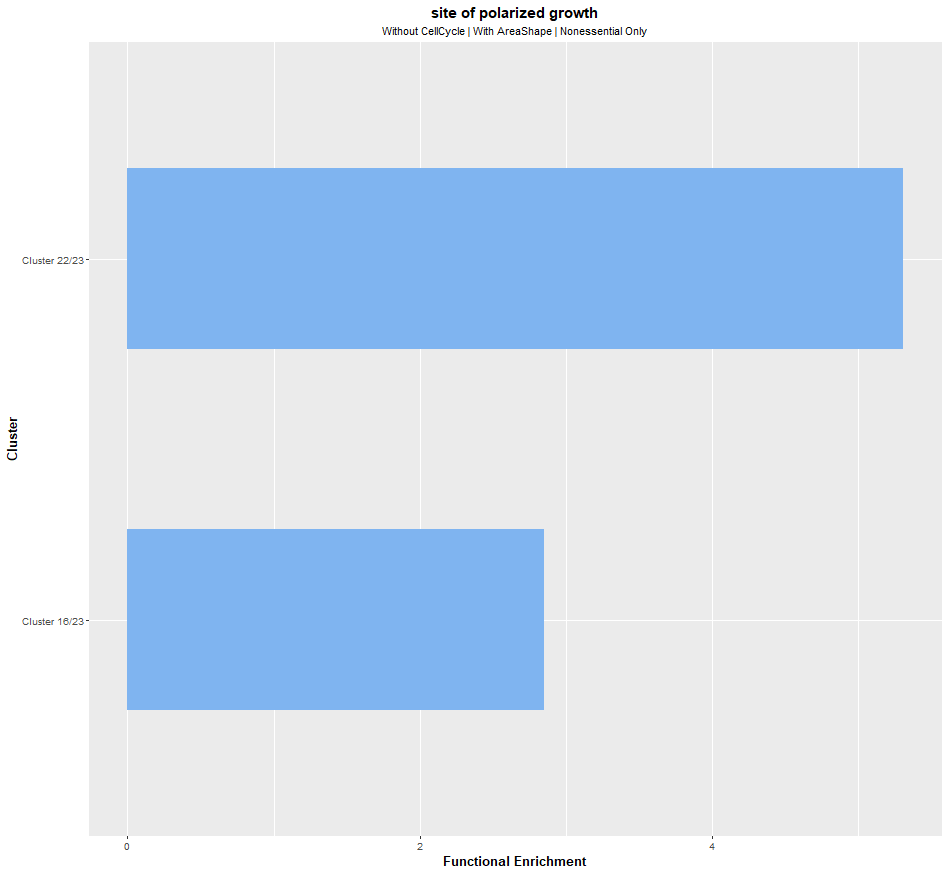 site of polarized growth
Without CellCycle | With AreaShape | Nonessential Only
Cluster 22/23
Cluster
Cluster 16/23
0 2 4
Functional Enrichment